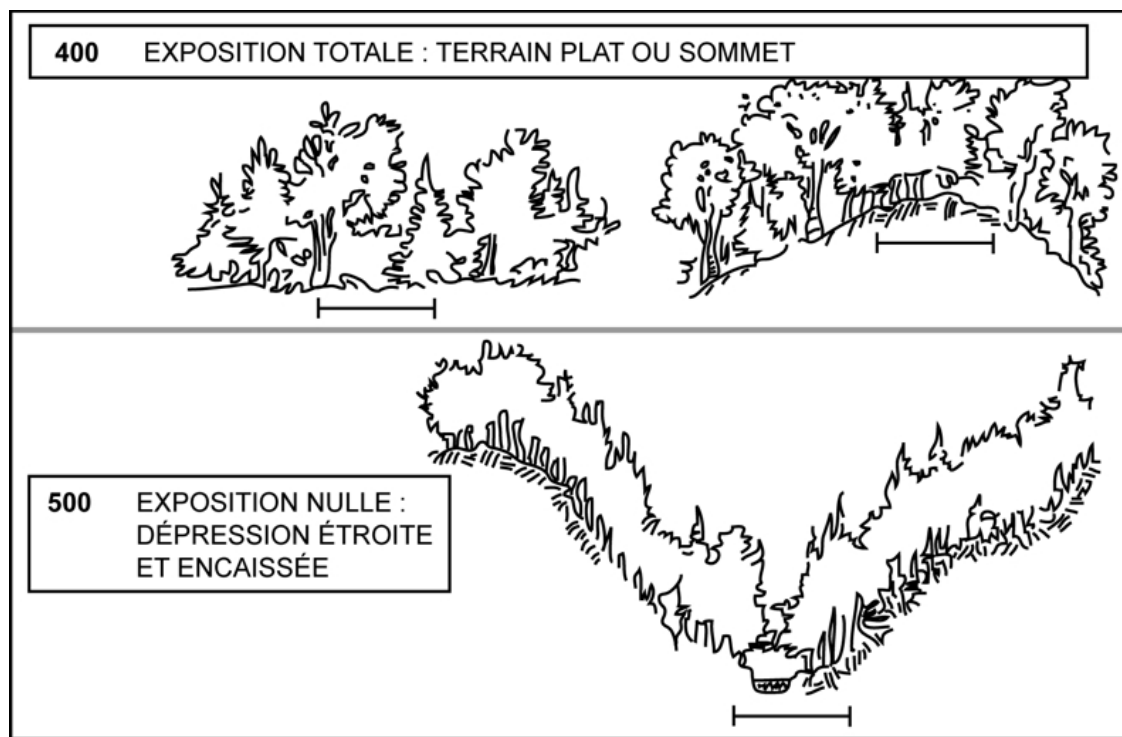 400 EXPOSITION TOTALE : TERRAIN PLAT OU SOMMET
500 EXPOSITION NULLE :
DÉPRESSION ÉTROITE
ET ENCAISSÉE